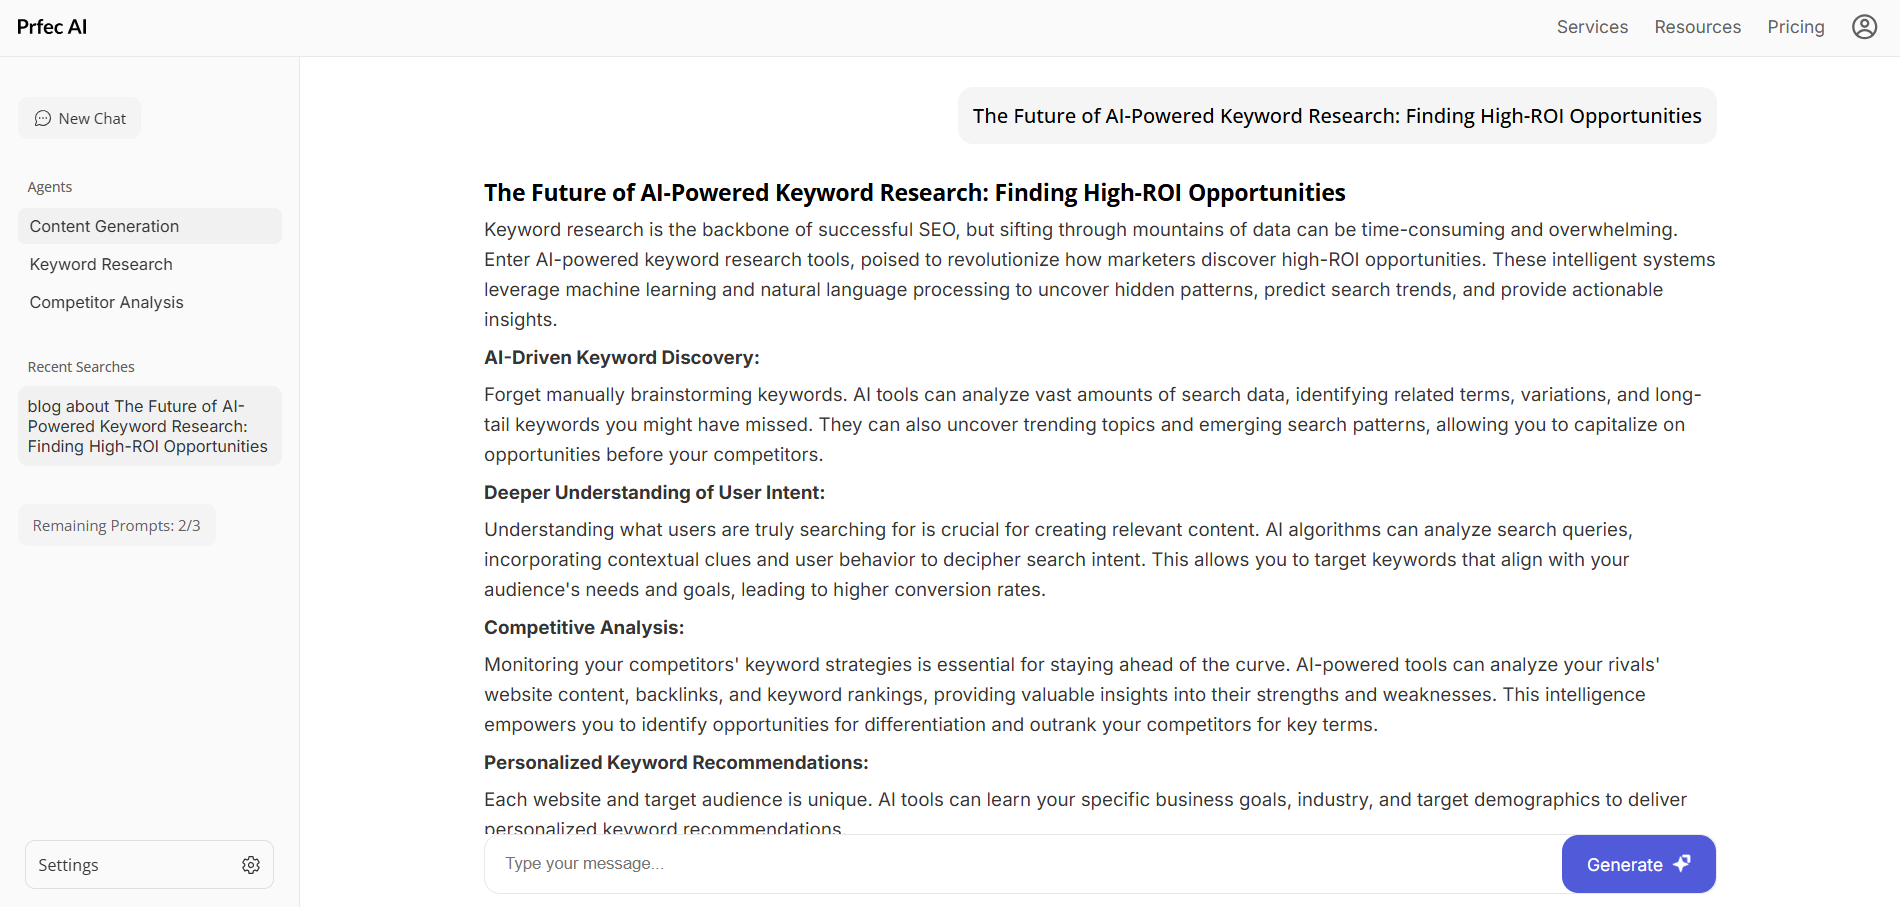 Prfec AI
Services
Resources
Pricing
New Chat
Agents
Content Generation
Keyword Research
Competitor Analysis
Recent Searches
blog about The Future of AI-
Powered Keyword Research:
Finding High-ROI Opportunities
Remaining Prompts: 2/3
Settings
The Future of AI-Powered Keyword Research: Finding High-ROI Opportunities
The Future of AI-Powered Keyword Research: Finding High-ROI Opportunities
Keyword research is the backbone of successful SEO, but sifting through mountains of data can be time-consuming and overwhelming.
Enter AI-powered keyword research tools, poised to revolutionize how marketers discover high-ROI opportunities. These intelligent systems
leverage machine learning and natural language processing to uncover hidden patterns, predict search trends, and provide actionable
insights.
AI-Driven Keyword Discovery:
Forget manually brainstorming keywords. AI tools can analyze vast amounts of search data, identifying related terms, variations, and long-
tail keywords you might have missed. They can also uncover trending topics and emerging search patterns, allowing you to capitalize on
opportunities before your competitors.
Deeper Understanding of User Intent:
Understanding what users are truly searching for is crucial for creating relevant content. AI algorithms can analyze search queries,
incorporating contextual clues and user behavior to decipher search intent. This allows you to target keywords that align with your
audience's needs and goals, leading to higher conversion rates.
Competitive Analysis:
Monitoring your competitors' keyword strategies is essential for staying ahead of the curve. AI-powered tools can analyze your rivals'
website content, backlinks, and keyword rankings, providing valuable insights into their strengths and weaknesses. This intelligence
empowers you to identify opportunities for differentiation and outrank your competitors for key terms.
Personalized Keyword Recommendations:
Each website and target audience is unique. AI tools can learn your specific business goals, industry, and target demographics to deliver
personalized keyword recommendations.
Type your message...
Generate